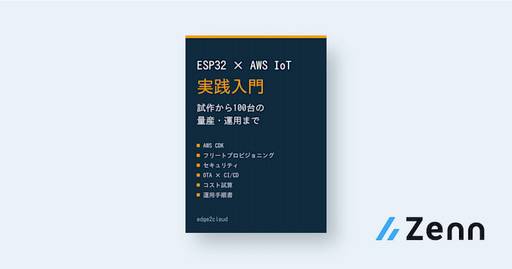 ESP32 × AWS IoT
実践入門
試作から100台の
量産・運用まで
AWS CDK
フリートプロビジョニング
セキュリティ
OTA × CI/CD
コスト試算
運用手順書
edge2cloud
Zenn